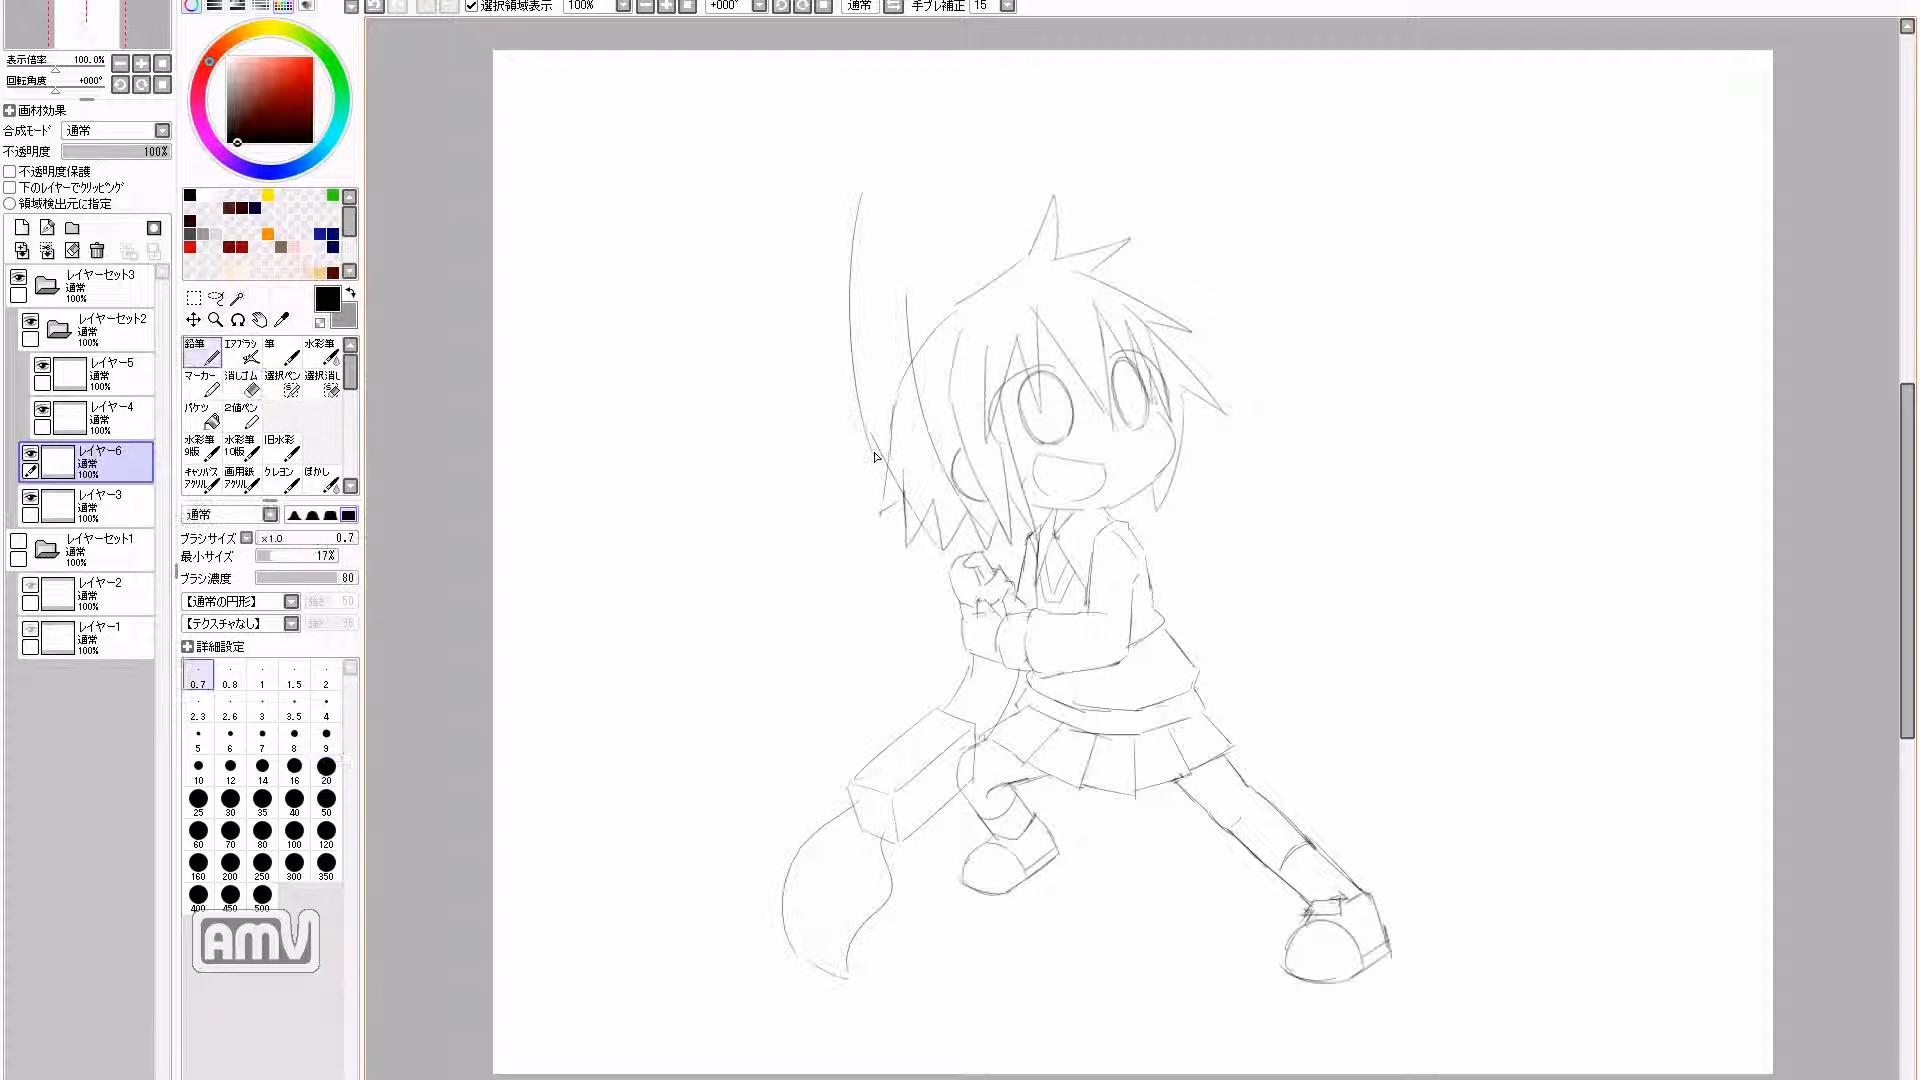 選択領域表示 100% +000° 通常 手ブレ補正 15
表示倍率 100.0%
回転角度 +000°
画材効果
合成モード 通常
不透明度 100%
不透明度保護
下のレイヤーでクリッピング
領域検出元に指定
レイヤーセット3
通常
100%
レイヤーセット2
通常
100%
レイヤー5
通常
100%
レイヤー4
通常
100%
レイヤー6
通常
100%
レイヤー3
通常
100%
レイヤーセット1
通常
100%
レイヤー2
通常
100%
レイヤー1
通常
100%
鉛筆 エアブラシ 筆 水彩筆
マーカー 消しゴム 選択ペン 選択消し
バケツ 2値ペン
水彩筆 水彩筆 旧水彩
9版 10版
キャンバス 画用紙 クレヨン ぼかし
アクリル アクリル
通常
ブラシサイズ x1.0 0.7
最小サイズ 17%
ブラシ濃度 80
【通常の円形】 強さ 50
【テクスチャなし】 強さ
詳細設定
0.7 0.8 1 1.5 2
2.3 2.6 3 3.5 4
5 6 7 8 9
10 12 14 16 20
25 30 35 40 50
60 70 80 100 120
160 200 250 300 350
400 450 500
AMV